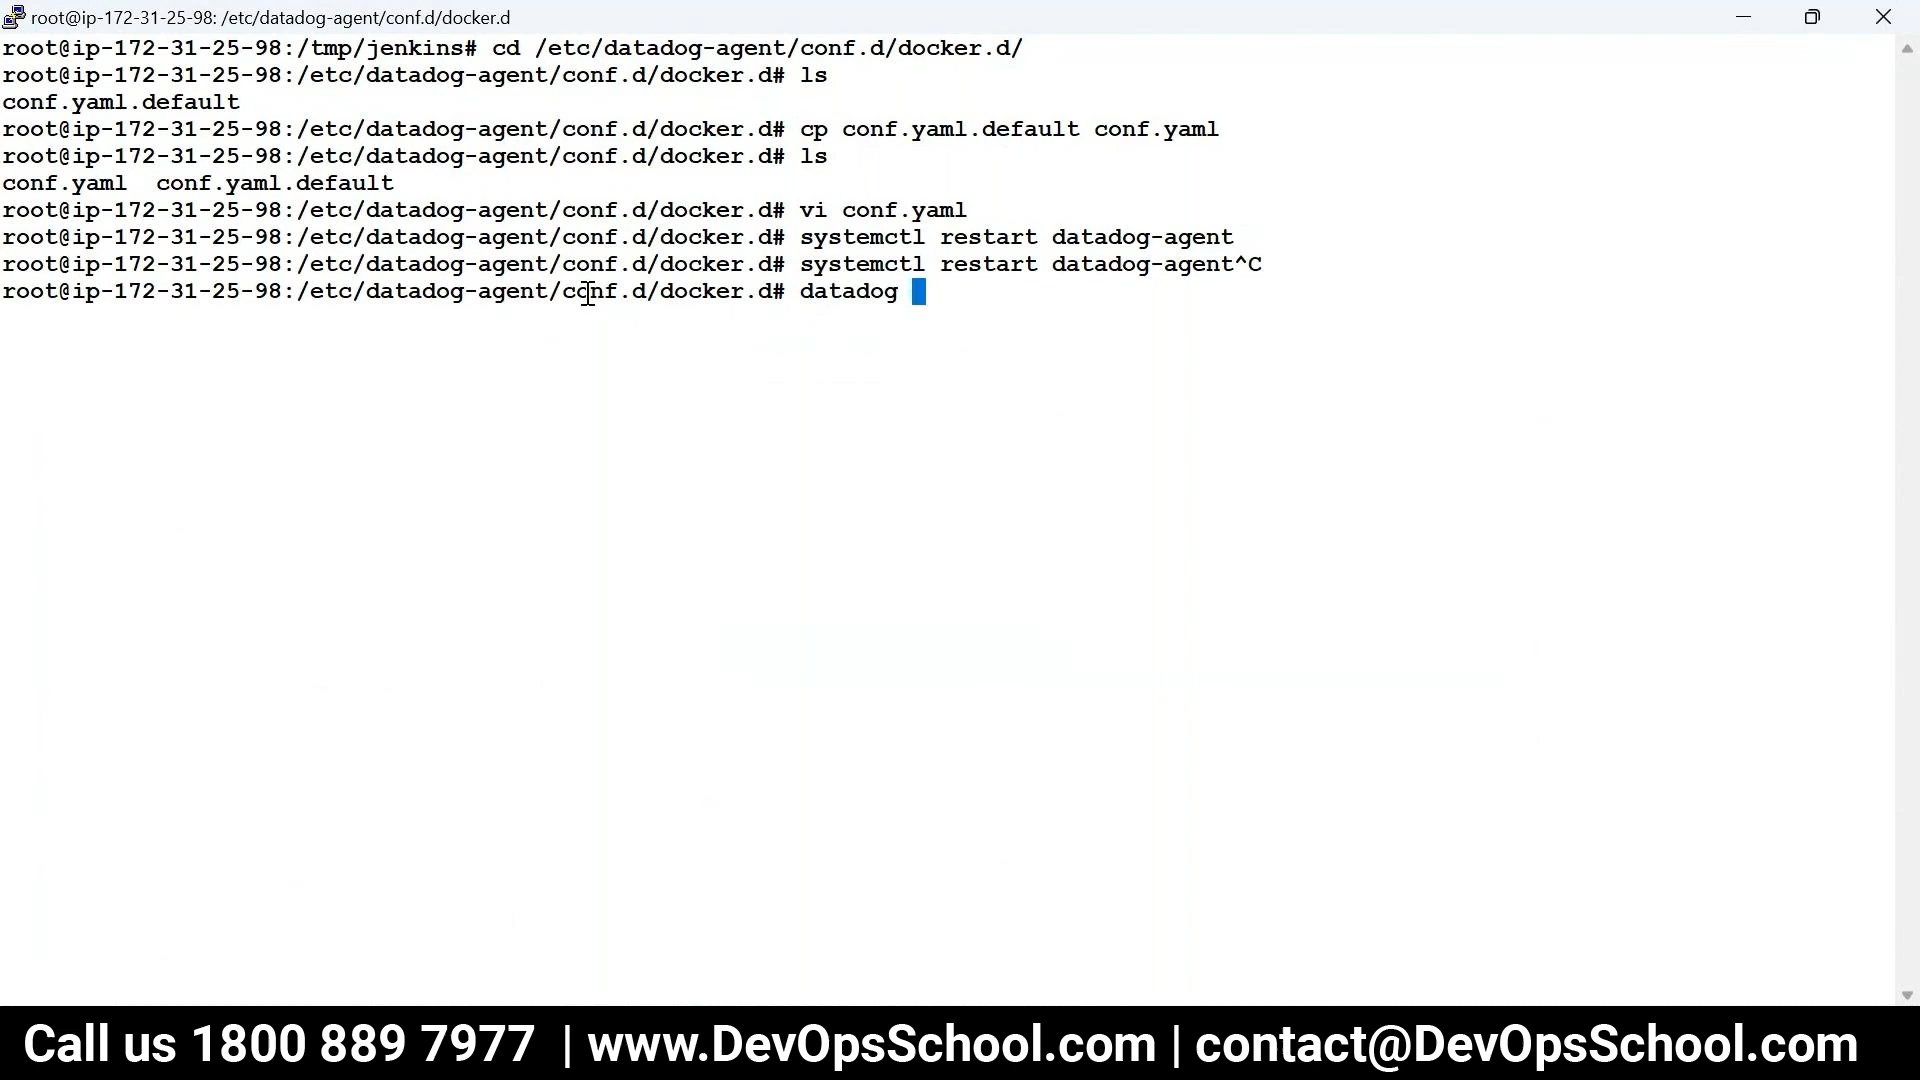 root@ip-172-31-25-98: /etc/datadog-agent/conf.d/docker.d
root@ip-172-31-25-98:/tmp/jenkins# cd /etc/datadog-agent/conf.d/docker.d/
root@ip-172-31-25-98:/etc/datadog-agent/conf.d/docker.d# ls
conf.yaml.default
root@ip-172-31-25-98:/etc/datadog-agent/conf.d/docker.d# cp conf.yaml.default conf.yaml
root@ip-172-31-25-98:/etc/datadog-agent/conf.d/docker.d# ls
conf.yaml  conf.yaml.default
root@ip-172-31-25-98:/etc/datadog-agent/conf.d/docker.d# vi conf.yaml
root@ip-172-31-25-98:/etc/datadog-agent/conf.d/docker.d# systemctl restart datadog-agent
root@ip-172-31-25-98:/etc/datadog-agent/conf.d/docker.d# systemctl restart datadog-agent^C
root@ip-172-31-25-98:/etc/datadog-agent/conf.d/docker.d# datadog
Call us 1800 889 7977 | www.DevOpsSchool.com | contact@DevOpsSchool.com